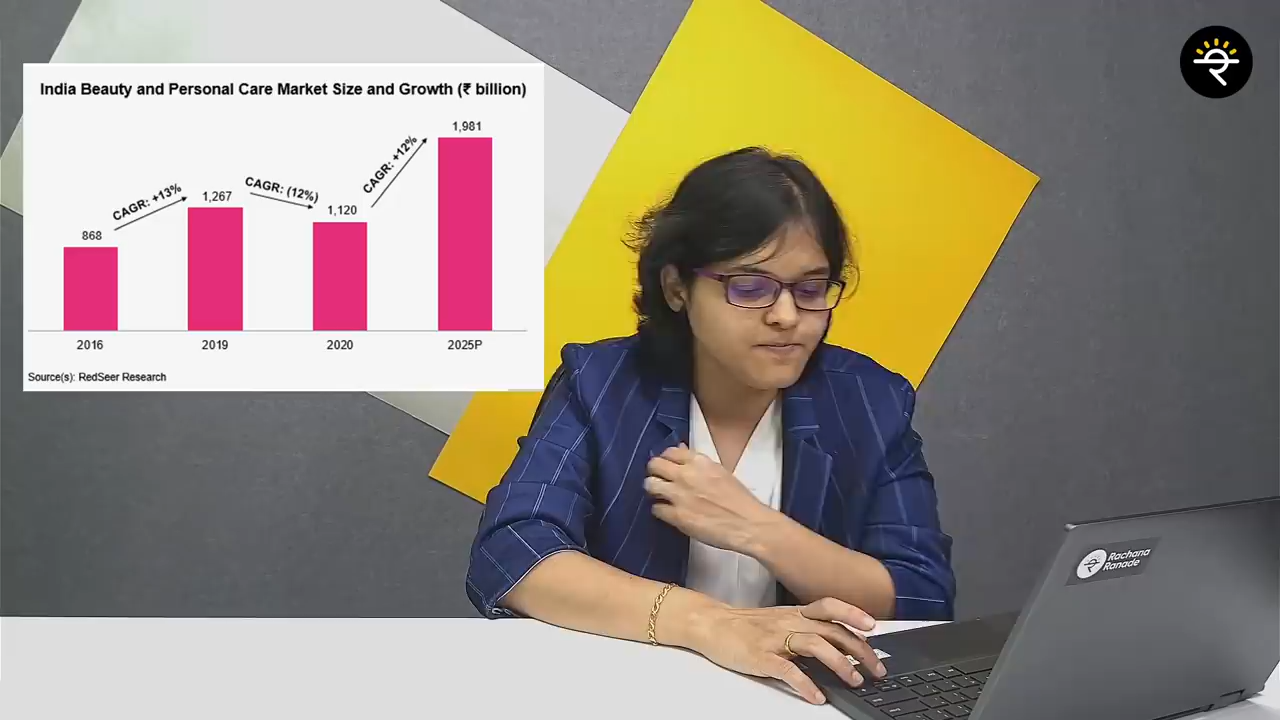 India Beauty and Personal Care Market Size and Growth (₹ billion)
1,981
CAGR: +12%
CAGR: +13%
1,267
CAGR: (12%)
1,120
868
2016
2019
2020
2025P
Source(s): RedSeer Research
Rachana
Ranade